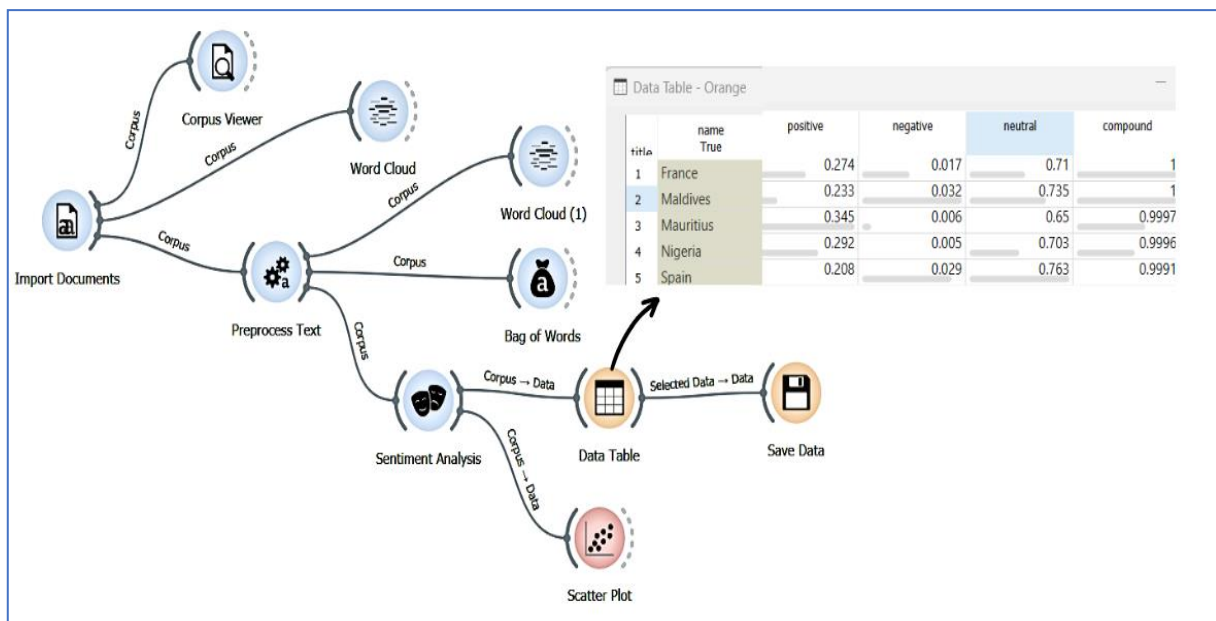 Corpus Viewer
Corpus
Word Cloud
Corpus
Word Cloud (1)
Corpus
Import Documents
Corpus
Preprocess Text
Corpus
Bag of Words
a
Corpus
Sentiment Analysis
Corpus → Data
Data Table
Selected Data → Data
Save Data
Corpus → Data
Scatter Plot
Data Table - Orange
title name True positive negative neutral compound
1 France 0.274 0.017 0.71 1
2 Maldives 0.233 0.032 0.735 1
3 Mauritius 0.345 0.006 0.65 0.9997
4 Nigeria 0.292 0.005 0.703 0.9996
5 Spain 0.208 0.029 0.763 0.9991